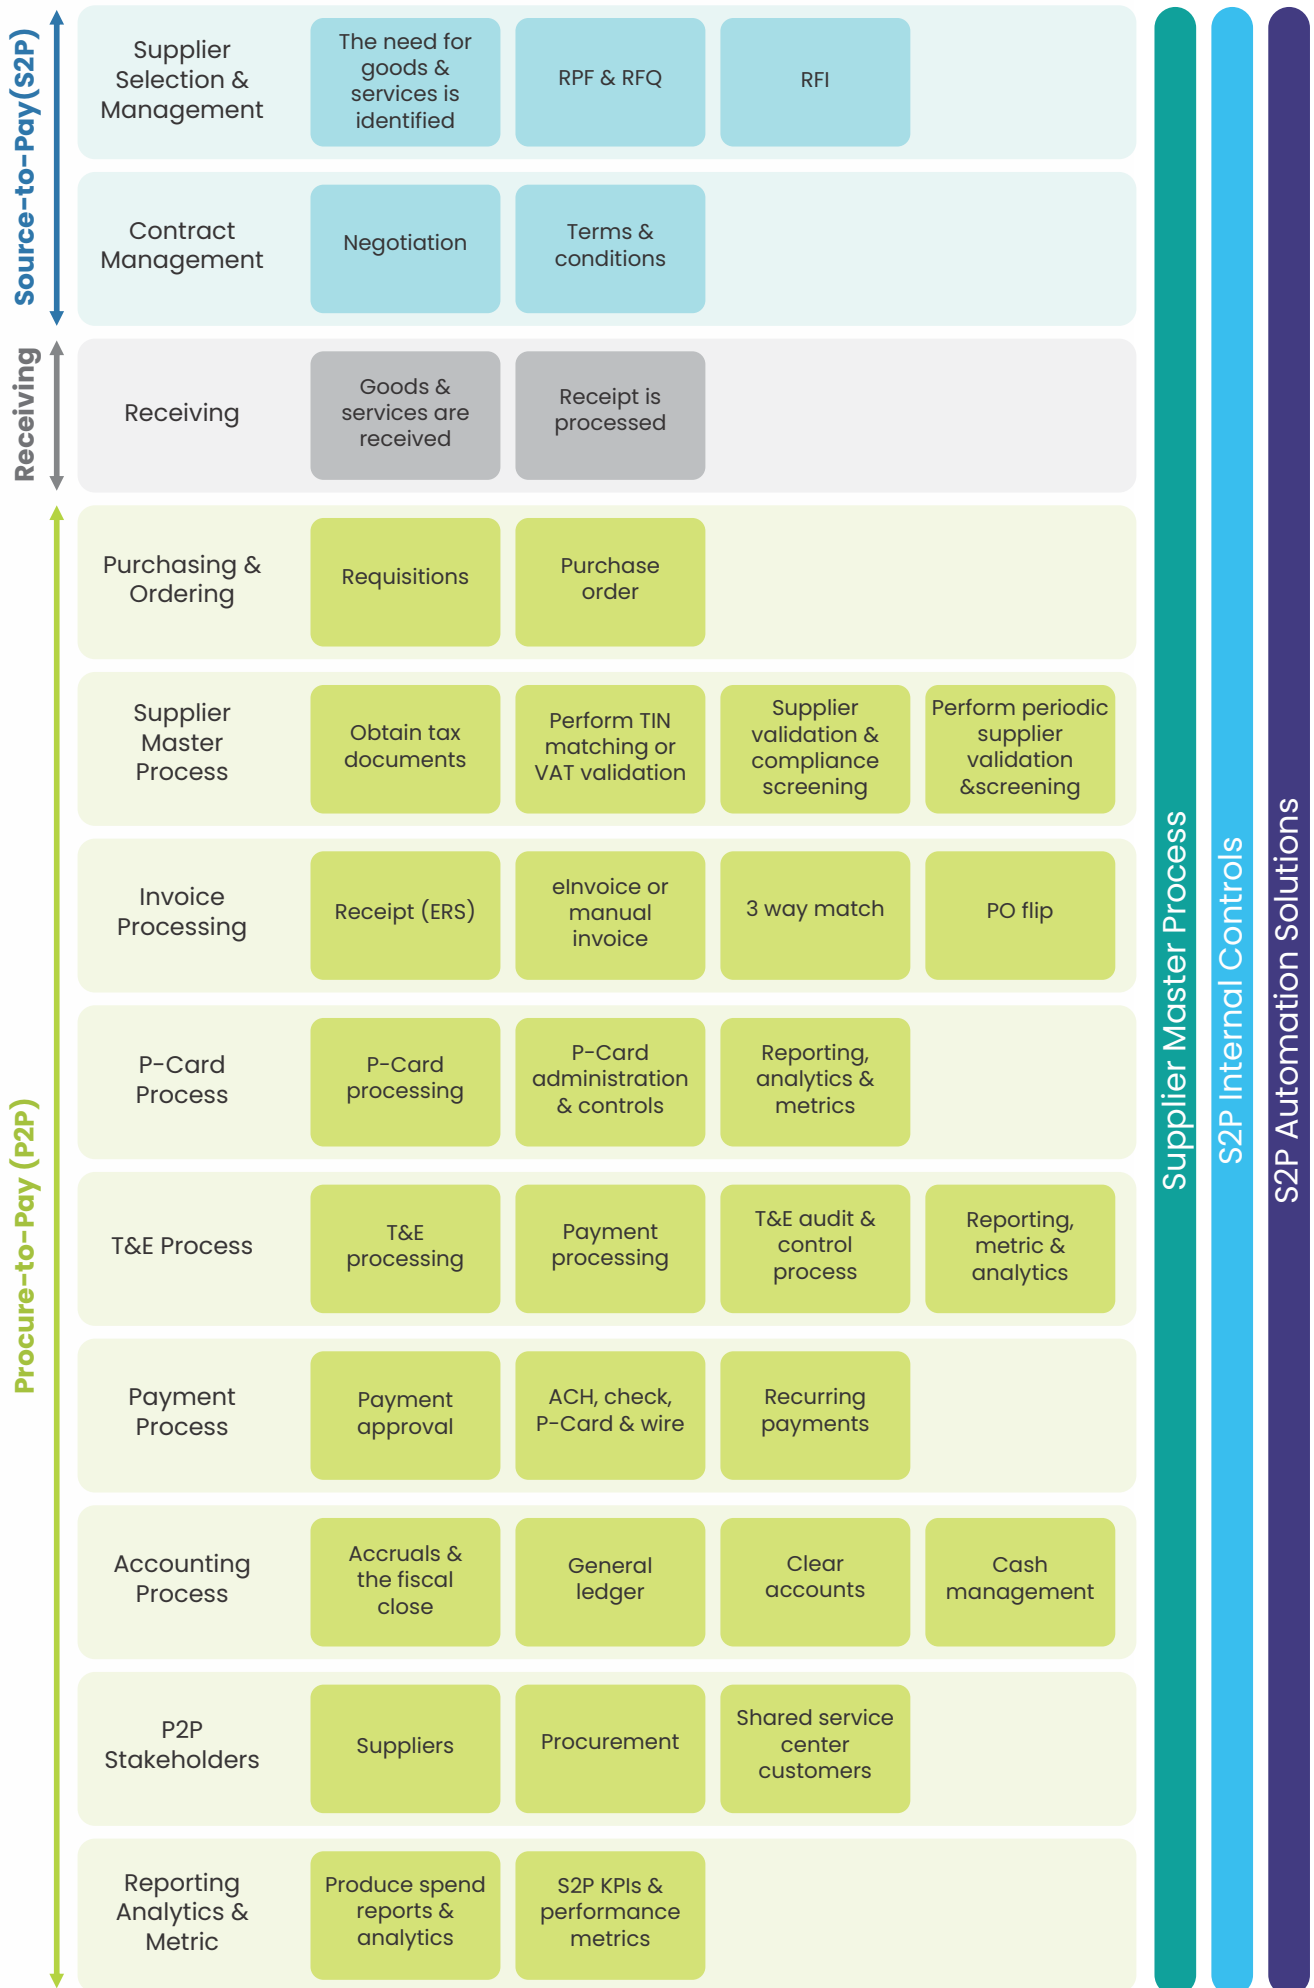 Source-to-Pay(S2P)
Supplier
Selection &
Management
The need for
goods &
services is
identified
RPF & RFQ
RFI
Contract
Management
Negotiation
Terms &
conditions
Receiving
Receiving
Goods &
services are
received
Receipt is
processed
Procure-to-Pay (P2P)
Purchasing &
Ordering
Requisitions
Purchase
order
Supplier
Master
Process
Obtain tax
documents
Perform TIN
matching or
VAT validation
Supplier
validation &
compliance
screening
Perform periodic
supplier
validation
&screening
Invoice
Processing
Receipt (ERS)
eInvoice or
manual
invoice
3 way match
PO flip
P-Card
Process
P-Card
processing
P-Card
administration
& controls
Reporting,
analytics &
metrics
T&E Process
T&E
processing
Payment
processing
T&E audit &
control
process
Reporting,
metric &
analytics
Payment
Process
Payment
approval
ACH, check,
P-Card & wire
Recurring
payments
Accounting
Process
Accruals &
the fiscal
close
General
ledger
Clear
accounts
Cash
management
P2P
Stakeholders
Suppliers
Procurement
Shared service
center
customers
Reporting
Analytics &
Metric
Produce spend
reports &
analytics
S2P KPIs &
performance
metrics
Supplier Master Process
S2P Internal Controls
S2P Automation Solutions